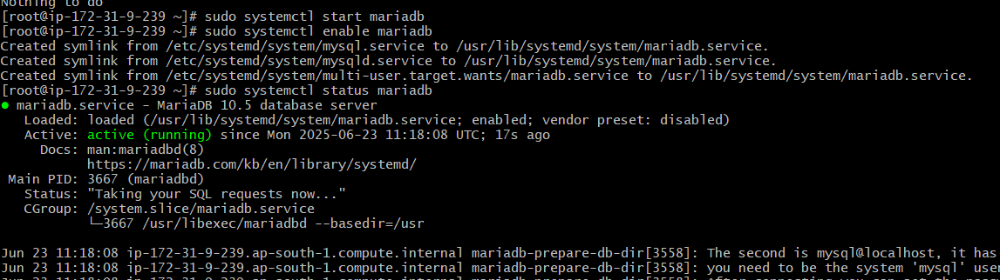 Nothing to do
[root@ip-172-31-9-239 ~]# sudo systemctl start mariadb
[root@ip-172-31-9-239 ~]# sudo systemctl enable mariadb
Created symlink from /etc/systemd/system/mysql.service to /usr/lib/systemd/system/mariadb.service.
Created symlink from /etc/systemd/system/mysqld.service to /usr/lib/systemd/system/mariadb.service.
Created symlink from /etc/systemd/system/multi-user.target.wants/mariadb.service to /usr/lib/systemd/system/mariadb.service.
[root@ip-172-31-9-239 ~]# sudo systemctl status mariadb
● mariadb.service - MariaDB 10.5 database server
Loaded: loaded (/usr/lib/systemd/system/mariadb.service; enabled; vendor preset: disabled)
Active: active (running) since Mon 2025-06-23 11:18:08 UTC; 17s ago
Docs: man:mariadbd(8)
https://mariadb.com/kb/en/library/systemd/
Main PID: 3667 (mariadbd)
Status: "Taking your SQL requests now..."
CGroup: /system.slice/mariadb.service
└─3667 /usr/libexec/mariadbd --basedir=/usr
Jun 23 11:18:08 ip-172-31-9-239.ap-south-1.compute.internal mariadb-prepare-db-dir[3558]: The second is mysql@localhost, it has
Jun 23 11:18:08 ip-172-31-9-239.ap-south-1.compute.internal mariadb-prepare-db-dir[3558]: you need to be the system 'mysql' use